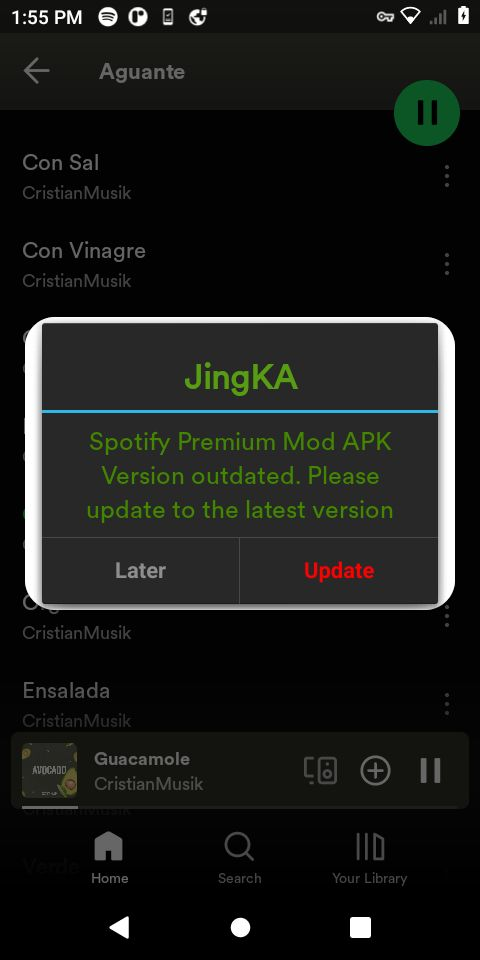 1:55 PM
Aguante
Con Sal
CristianMusik
Con Vinagre
CristianMusik
JingKA
Spotify Premium Mod APK
Version outdated. Please
update to the latest version
Later
Update
CristianMusik
Ensalada
CristianMusik
AVOCADO
Guacamole
CristianMusik
CristianMusik
Verde
Home
Search
Your Library